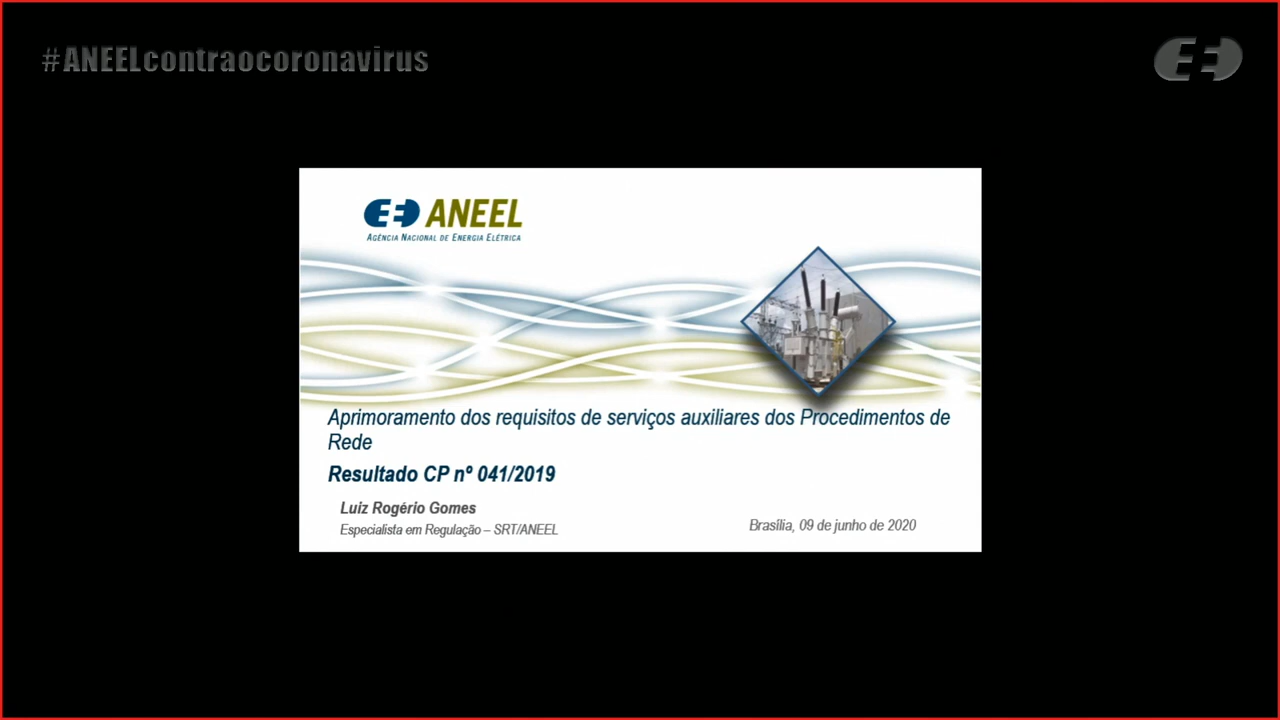 #ANEELcontraocoronavirus
ANEEL
AGÊNCIA NACIONAL DE ENERGIA ELÉTRICA
Aprimoramento dos requisitos de serviços auxiliares dos Procedimentos de
Rede
Resultado CP nº 041/2019
Luiz Rogério Gomes
Especialista em Regulação – SRT/ANEEL
Brasília, 09 de junho de 2020